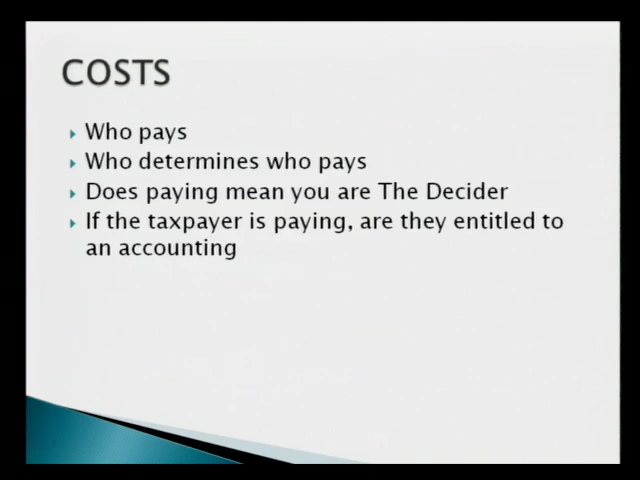 COSTS
Who pays
Who determines who pays
Does paying mean you are The Decider
If the taxpayer is paying, are they entitled to
an accounting